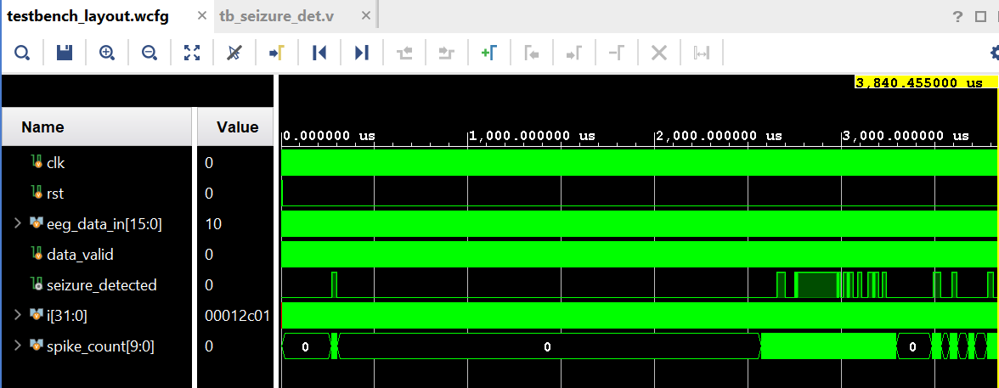 testbench_layout.wcfg × tb_seizure_det.v ×
?
3,840.455000 us
Name Value
0.000000 us 1,000.000000 us 2,000.000000 us 3,000.000000 us
clk 0
rst 0
eeg_data_in[15:0] 10
data_valid 0
seizure_detected 0
i[31:0] 00012c01
spike_count[9:0] 0 0 0 0